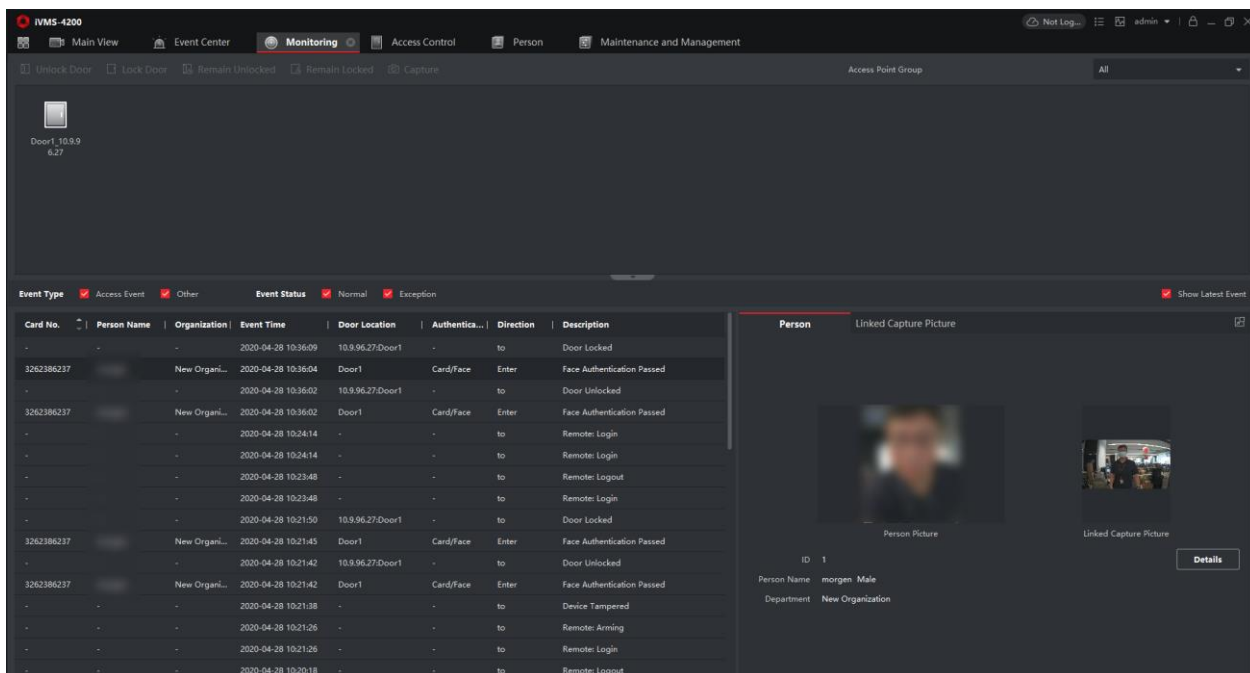 iVMS-4200 Not Log... admin
Main View Event Center Monitoring Access Control Person Maintenance and Management
Unlock Door Lock Door Remain Unlocked Remain Locked Capture Access Point Group All
Door1_10.9.9
6.27
Event Type Access Event Other Event Status Normal Exception Show Latest Event
Card No. Person Name Organization Event Time Door Location Authentica... Direction Description
- - - 2020-04-28 10:36:09 10.9.96.27:Door1 - to Door Locked
3262386237 New Organi... 2020-04-28 10:36:04 Door1 Card/Face Enter Face Authentication Passed
- - 2020-04-28 10:36:02 10.9.96.27:Door1 - to Door Unlocked
3262386237 New Organi... 2020-04-28 10:36:02 Door1 Card/Face Enter Face Authentication Passed
- - 2020-04-28 10:24:14 - - to Remote: Login
- - 2020-04-28 10:24:14 - - to Remote: Login
- - 2020-04-28 10:23:48 - - to Remote: Logout
- - 2020-04-28 10:23:48 - - to Remote: Login
- - 2020-04-28 10:21:50 10.9.96.27:Door1 - to Door Locked
3262386237 New Organi... 2020-04-28 10:21:45 Door1 Card/Face Enter Face Authentication Passed
- - 2020-04-28 10:21:42 10.9.96.27:Door1 - to Door Unlocked
3262386237 New Organi... 2020-04-28 10:21:42 Door1 Card/Face Enter Face Authentication Passed
- - - 2020-04-28 10:21:38 - - to Device Tampered
- - - 2020-04-28 10:21:26 - - to Remote: Arming
- - - 2020-04-28 10:21:26 - - to Remote: Login
- - - 2020-04-28 10:20:18 - - to Remote: Logout
Person Linked Capture Picture
Person Picture Linked Capture Picture
ID 1 Details
Person Name morgen Male
Department New Organization